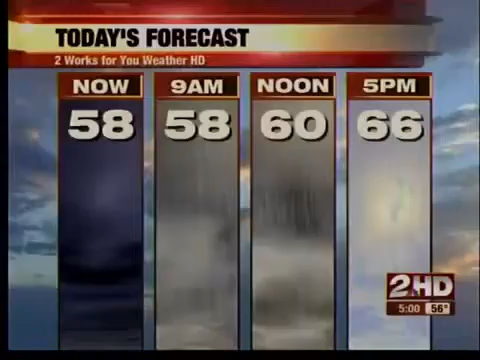 TODAY'S FORECAST
2 Works for You Weather HD
NOW 9AM NOON 5PM
58 58 60 66
2HD
5:00 56°